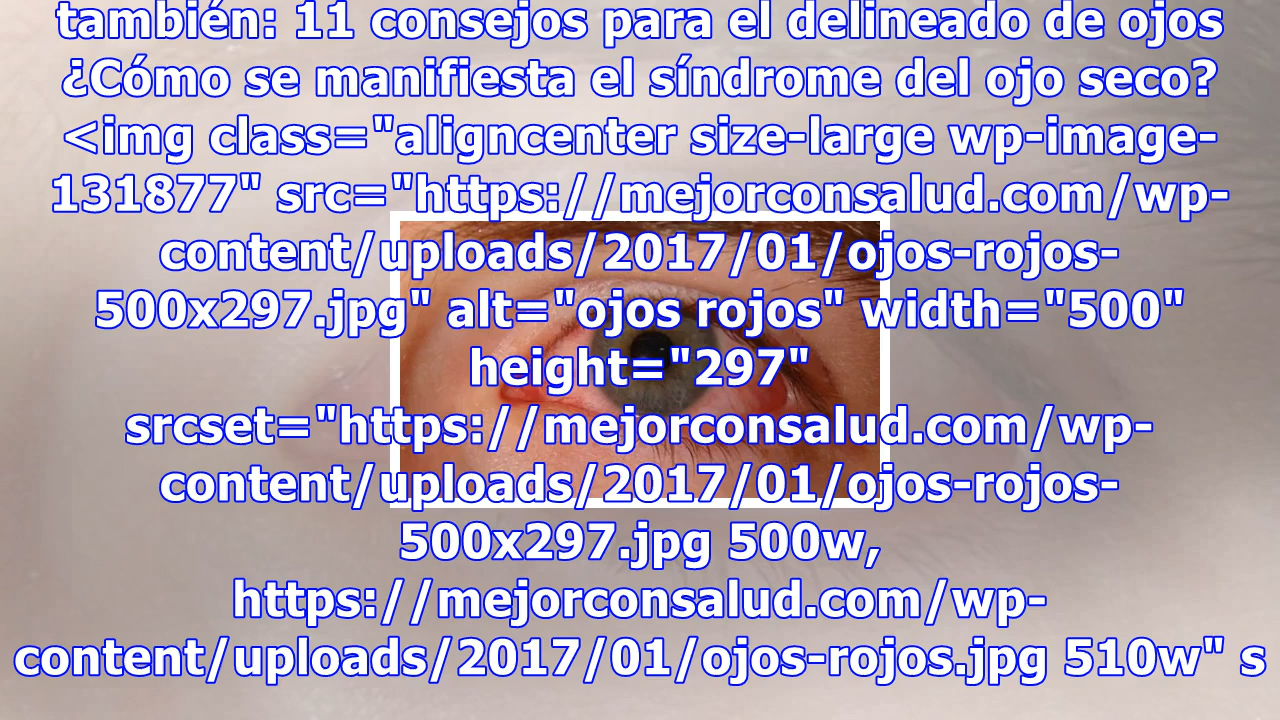 también: 11 consejos para el delineado de ojos
¿Cómo se manifiesta el síndrome del ojo seco?
<img class="aligncenter size-large wp-image-
131877" src="https://mejorconsalud.com/wp-
content/uploads/2017/01/ojos-rojos-
500x297.jpg" alt="ojos rojos" width="500"
height="297"
srcset="https://mejorconsalud.com/wp-
content/uploads/2017/01/ojos-rojos-
500x297.jpg 500w,
https://mejorconsalud.com/wp-
content/uploads/2017/01/ojos-rojos.jpg 510w" s